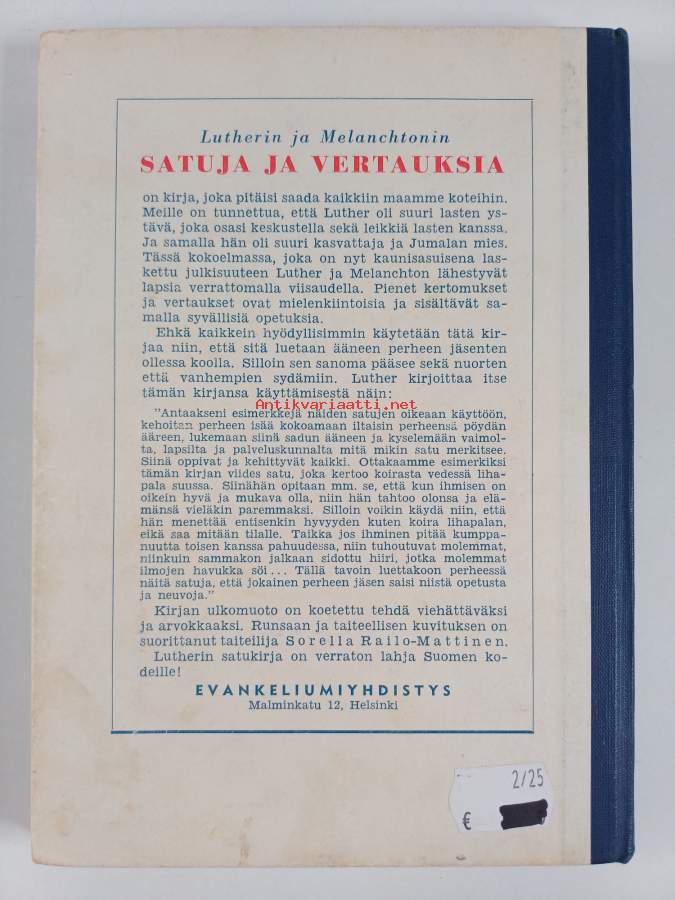 Lutherin ja Melanchtonin
SATUJA JA VERTAUKSIA
on kirja, joka pitäisi saada kaikkiin maamme koteihin.
Meille on tunnettua, että Luther oli suuri lasten ys-
tävä, joka osasi keskustella sekä leikkiä lasten kanssa.
Ja samalla hän oli suuri kasvattaja ja Jumalan mies.
Tässä kokoelmassa, joka on nyt kaunisasuisena las-
kettu julkisuuteen Luther ja Melanchton lähestyvät
lapsia verrattomalla viisaudella. Pienet kertomukset
ja vertaukset ovat mielenkiintoisia ja sisältävät sa-
malla syvällisiä opetuksia.
Ehkä kaikkein hyödyllisimmin käytetään tätä kir-
jaa niin, että sitä luetaan ääneen perheen jäsenten
ollessa koolla. Silloin sen sanoma pääsee sekä nuorten
että vanhempien sydämiin. Luther kirjoittaa itse
tämän kirjansa käyttämisestä näin:
Antikvariaatti.net
"Antaakseni esimerkkejä näiden satujen oikeaan käyttöön,
kehoitan perheen isää kokoamaan iltaisin perheensä pöydän
ääreen, lukemaan siinä sadun ääneen ja kyselemään vaimol-
ta, lapsilta ja palveluskunnalta mitä mikin satu merkitsee.
Siinä oppivat ja kehittyvät kaikki. Ottakaamme esimerkiksi
tämän kirjan viides satu, joka kertoo koirasta vedessä liha-
pala suussa. Siinähän opitaan mm. se, että kun ihmisen on
oikein hyvä ja mukava olla, niin hän tahtoo olonsa ja elä-
mänsä vieläkin paremmaksi. Silloin voikin käydä niin, että
hän menettää entisenkin hyvyyden kuten koira lihapalan,
eikä saa mitään tilalle. Taikka jos ihminen pitää kumppa-
nuutta toisen kanssa pahuudessa, niin tuhoutuvat molemmat,
niinkuin sammakon jalkaan sidottu hiiri, jotka molemmat
ilmojen havukka söi... Tällä tavoin luettakoon perheessä
näitä satuja, että jokainen perheen jäsen saisi niistä opetusta
ja neuvoja."
Kirjan ulkomuoto on koetettu tehdä viehättäväksi
ja arvokkaaksi. Runsaan ja taiteellisen kuvituksen on
suorittanut taiteilija Sorella Railo-Mattinen.
Lutherin satukirja on verraton lahja Suomen ko-
deille!
EVANKELIUMIYHDISTYS
Malminkatu 12, Helsinki
2/25
€